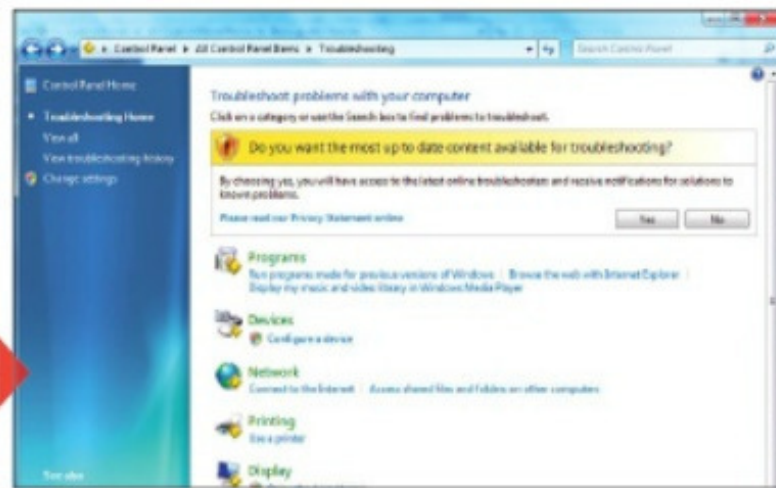 Control Panel ▸ All Control Panel Items ▸ Troubleshooting
Search Control Panel
Control Panel Home
Troubleshooting Home
View all
View troubleshooting history
Change settings
See also
Troubleshoot problems with your computer
Click on a category or use the Search box to find problems to troubleshoot.
Do you want the most up to date content available for troubleshooting?
By choosing yes, you will have access to the latest online troubleshooters and receive notifications for solutions to
known problems.
Please read our Privacy Statement online
Yes No
Programs
Run programs made for previous versions of Windows | Browse the web with Internet Explorer |
Display my music and video library in Windows Media Player
Devices
Configure a device
Network
Connect to the Internet | Access shared files and folders on other computers
Printing
Use a printer
Display